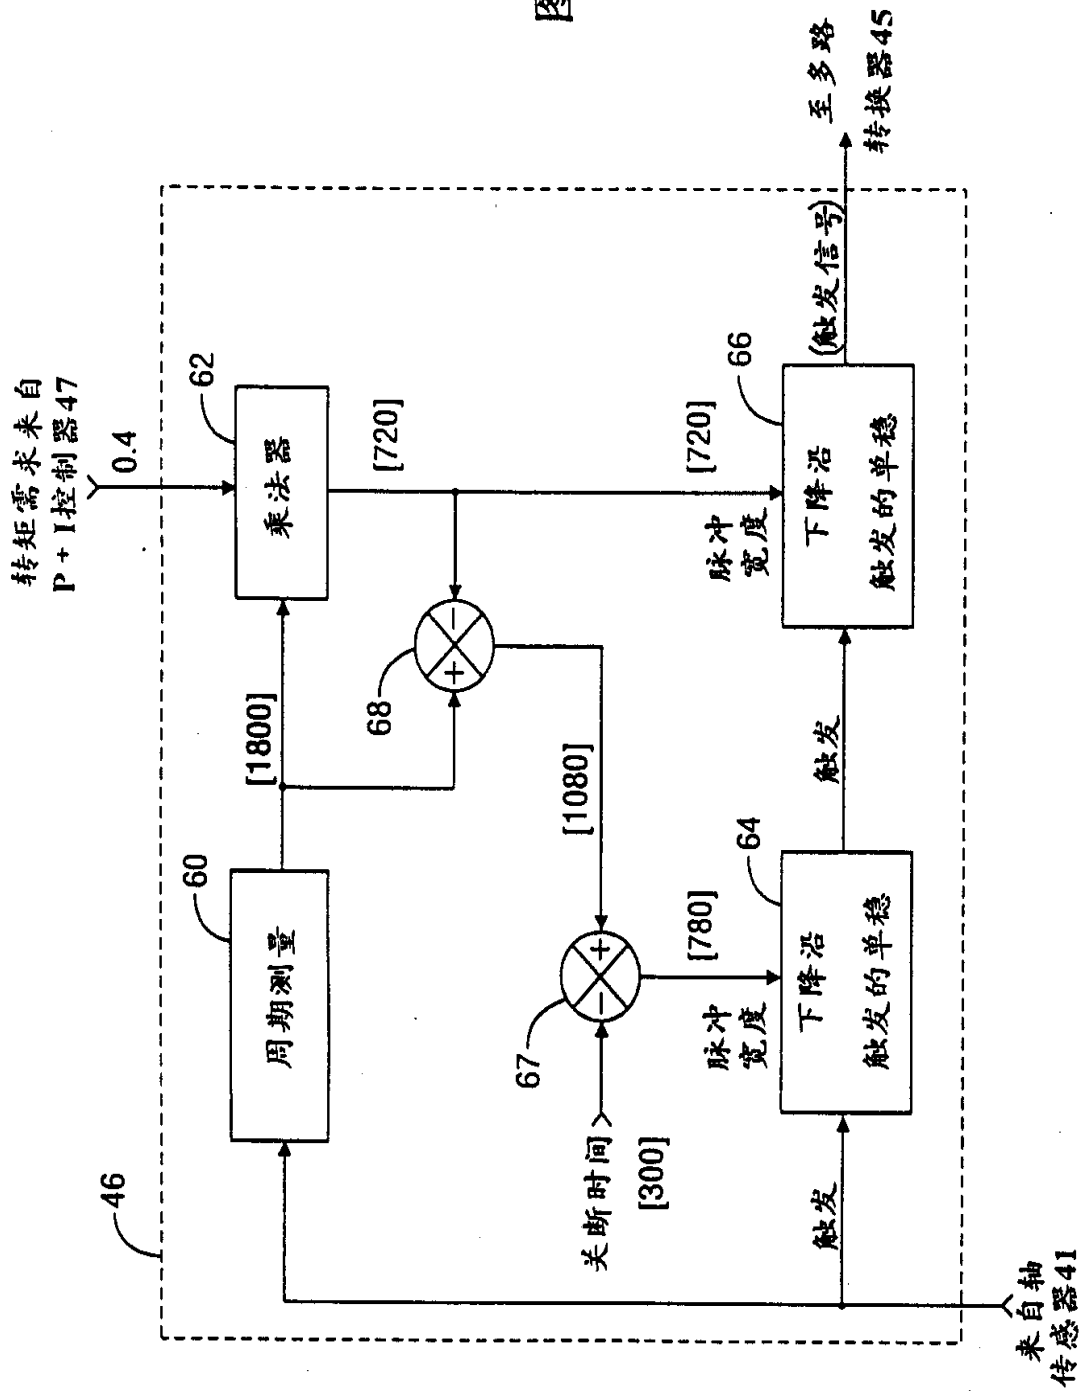 图
转矩需求来自
P + I控制器47
0.4
62
乘法器
[1800]
60
周期测量
46
[720]
68
+
−
[1080]
67
−
+
关断时间
[300]
[780]
脉冲
宽度
64
下降沿
触发的单稳
[720]
脉冲
宽度
66
下降沿
触发的单稳
触发
触发
(触发信号)
至多路
转换器45
来自轴
传感器41